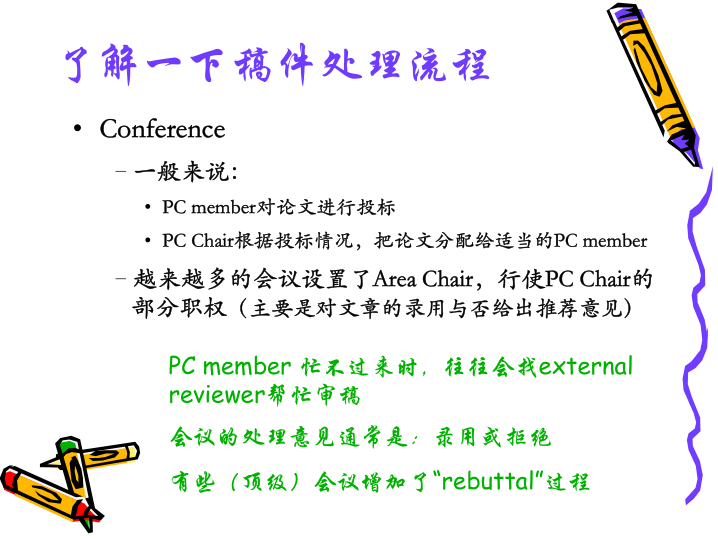 了解一下稿件处理流程
• Conference
– 一般来说：
• PC member对论文进行投标
• PC Chair根据投标情况，把论文分配给适当的PC member
– 越来越多的会议设置了Area Chair，行使PC Chair的
部分职权（主要是对文章的录用与否给出推荐意见）
PC member 忙不过来时，往往会找external
reviewer帮忙审稿
会议的处理意见通常是：录用或拒绝
有些（顶级）会议增加了“rebuttal”过程